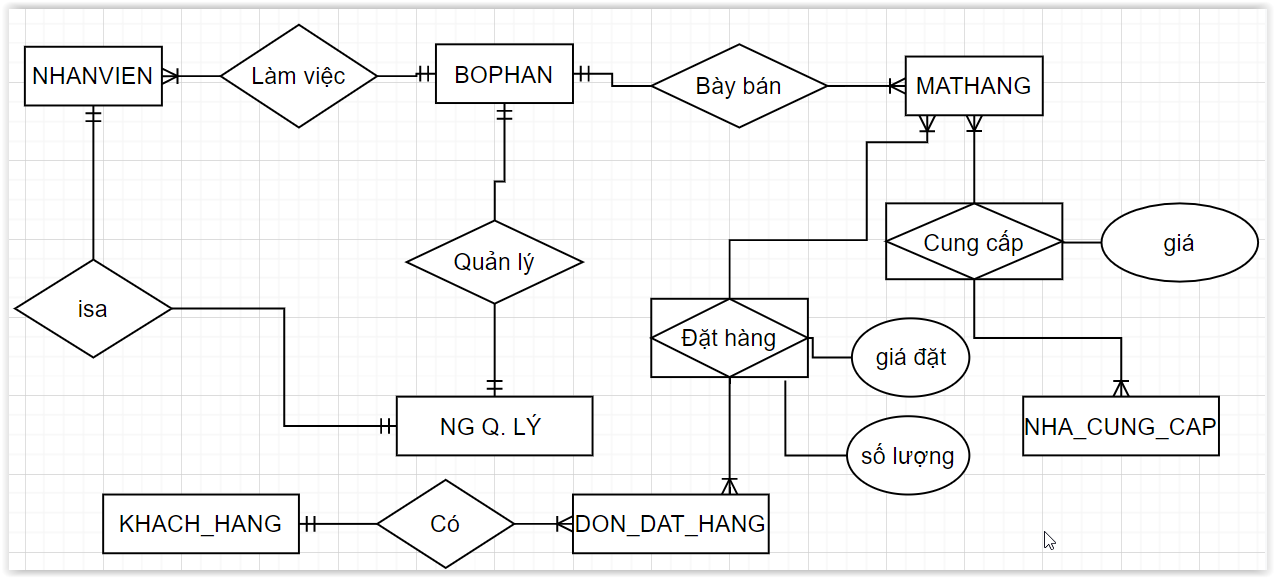 NHANVIEN
Làm việc
BOPHAN
Bày bán
MATHANG
Cung cấp
giá
Quản lý
isa
Đặt hàng
giá đặt
NG Q. LÝ
NHA_CUNG_CAP
số lượng
KHACH_HANG
Có
DON_DAT_HANG